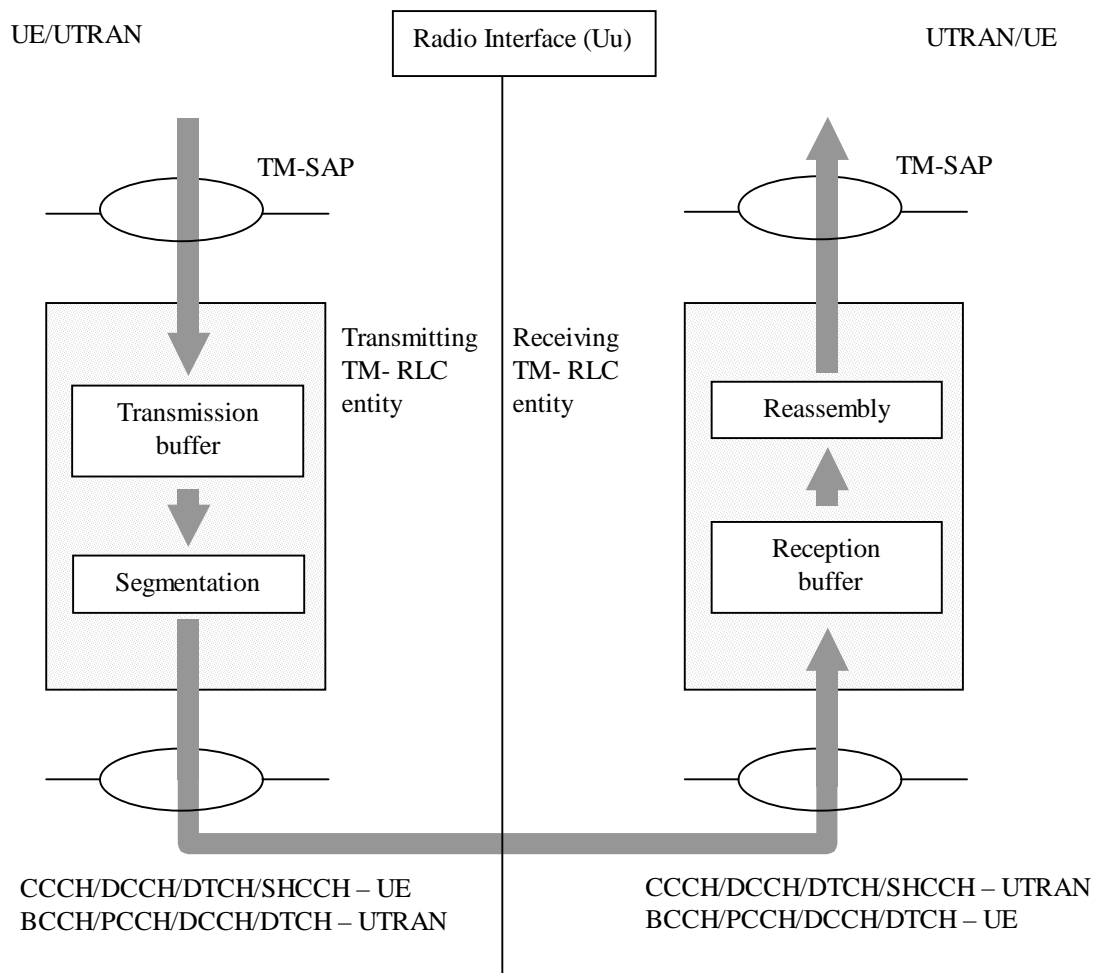 UE/UTRAN
Radio Interface (Uu)
UTRAN/UE
TM-SAP
TM-SAP
Transmitting
TM- RLC
entity
Receiving
TM- RLC
entity
Transmission
buffer
Segmentation
Reassembly
Reception
buffer
CCCH/DCCH/DTCH/SHCCH – UE
BCCH/PCCH/DCCH/DTCH – UTRAN
CCCH/DCCH/DTCH/SHCCH – UTRAN
BCCH/PCCH/DCCH/DTCH – UE